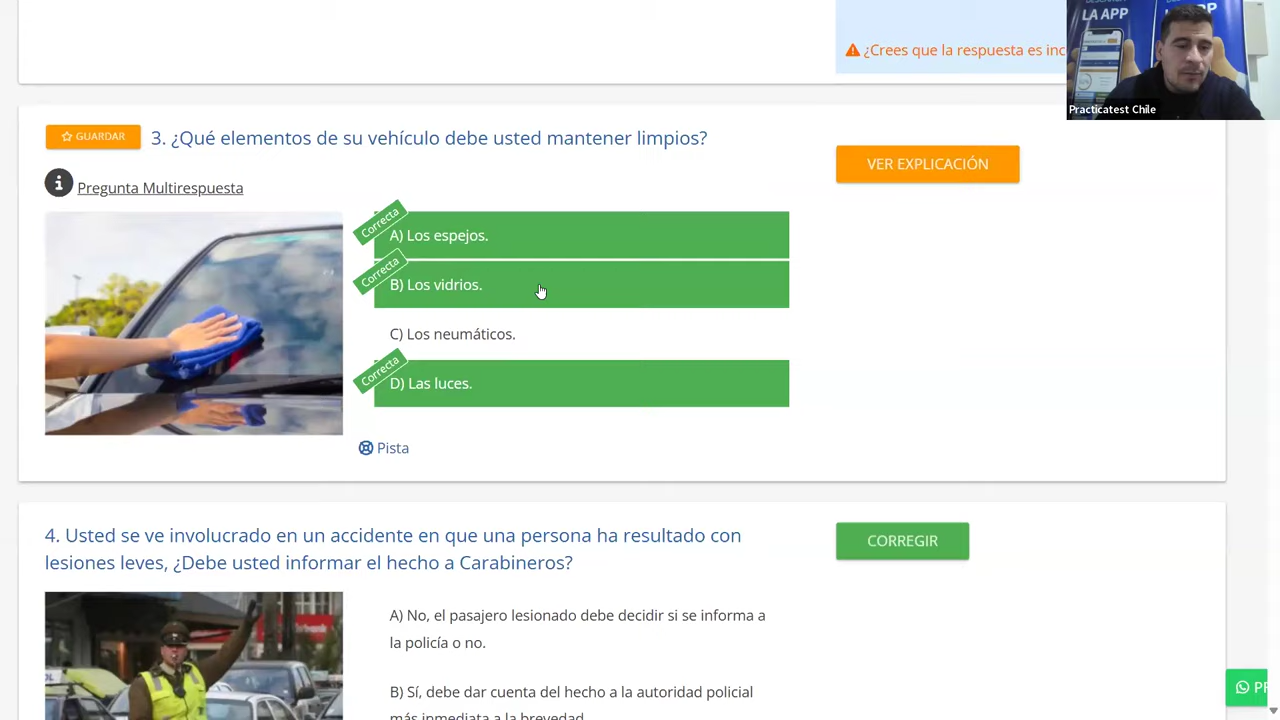 LA APP
¿Crees que la respuesta es inc
Practicatest Chile
GUARDAR
3. ¿Qué elementos de su vehículo debe usted mantener limpios?
VER EXPLICACIÓN
Pregunta Multirespuesta
Correcta
A) Los espejos.
Correcta
B) Los vidrios.
C) Los neumáticos.
Correcta
D) Las luces.
Pista
4. Usted se ve involucrado en un accidente en que una persona ha resultado con
lesiones leves, ¿Debe usted informar el hecho a Carabineros?
CORREGIR
A) No, el pasajero lesionado debe decidir si se informa a
la policía o no.
B) Sí, debe dar cuenta del hecho a la autoridad policial
más inmediata a la brevedad.